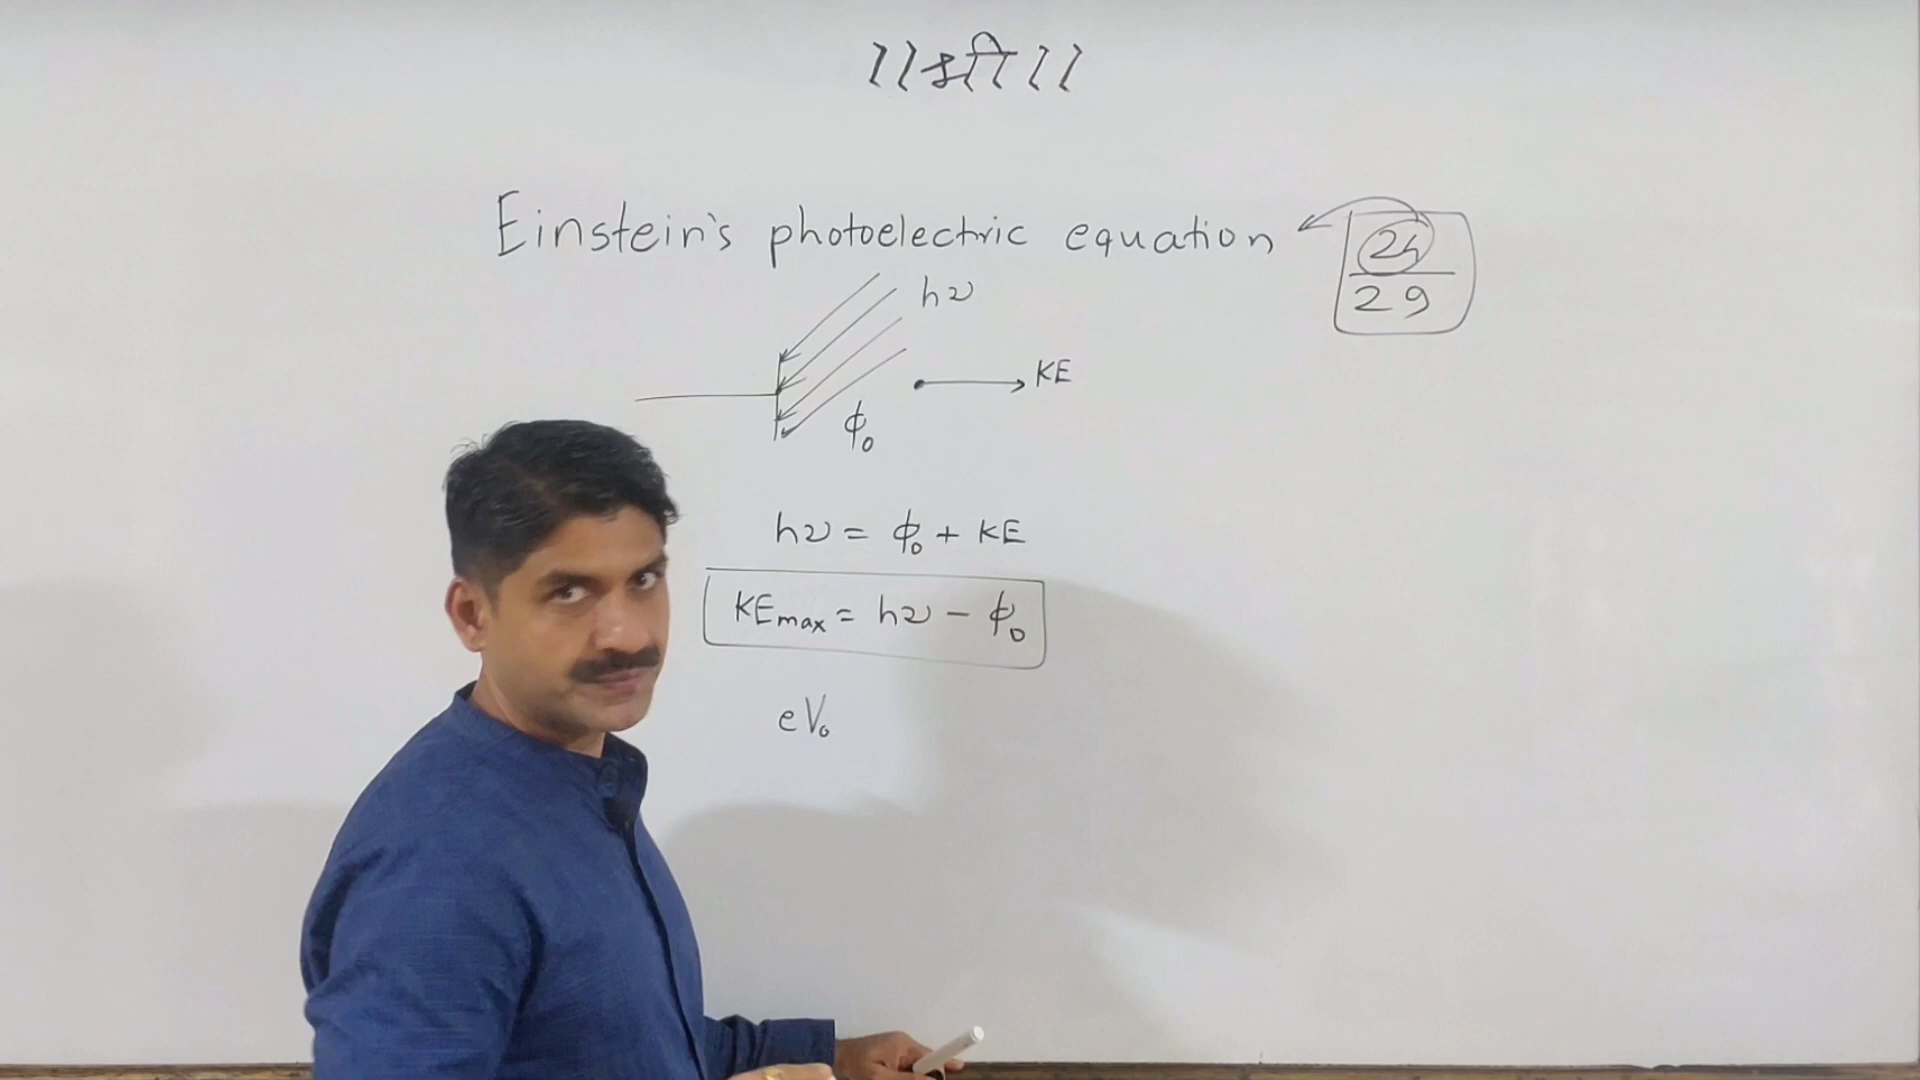 ॥ श्री ॥
Einstein's photoelectric equation
24
29
hν
KE
ϕ₀
hν = ϕ₀ + KE
KEmax = hν − ϕ₀
eV₀